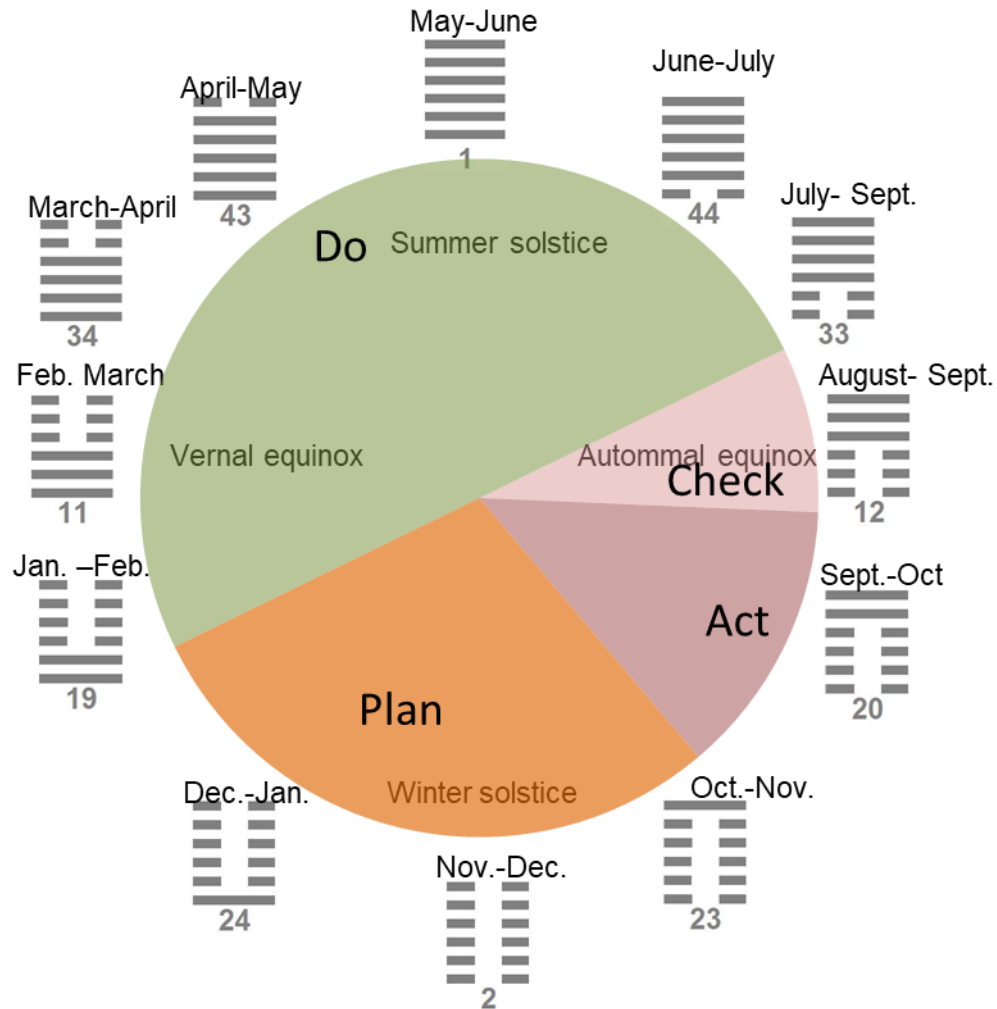 May-June
1
June-July
44
July- Sept.
33
August- Sept.
12
Sept.-Oct
20
Oct.-Nov.
23
Nov.-Dec.
2
Dec.-Jan.
24
Jan. –Feb.
19
Feb. March
11
March-April
34
April-May
43
Do
Summer solstice
Vernal equinox
Autommal equinox
Check
Act
Plan
Winter solstice